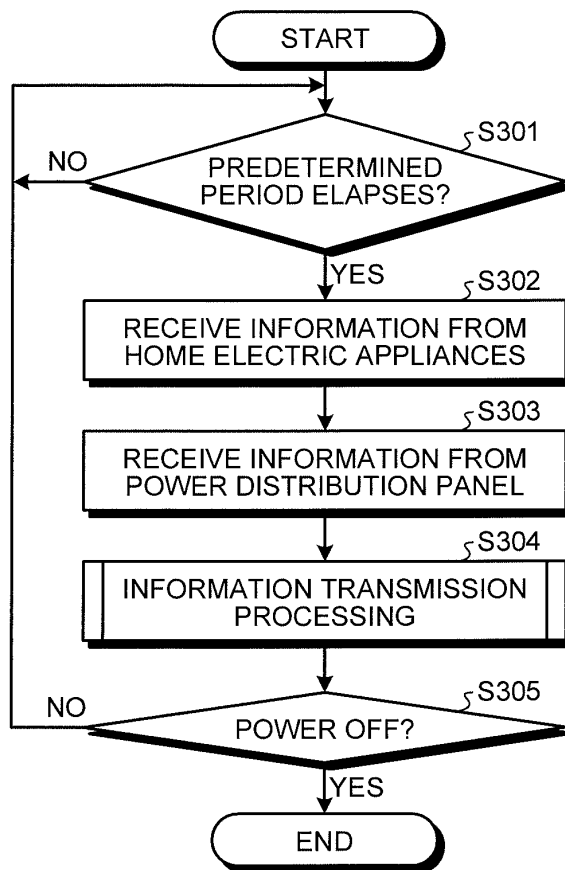 START
S301
NO
PREDETERMINED
PERIOD ELAPSES?
YES
S302
RECEIVE INFORMATION FROM
HOME ELECTRIC APPLIANCES
S303
RECEIVE INFORMATION FROM
POWER DISTRIBUTION PANEL
S304
INFORMATION TRANSMISSION
PROCESSING
S305
NO
POWER OFF?
YES
END